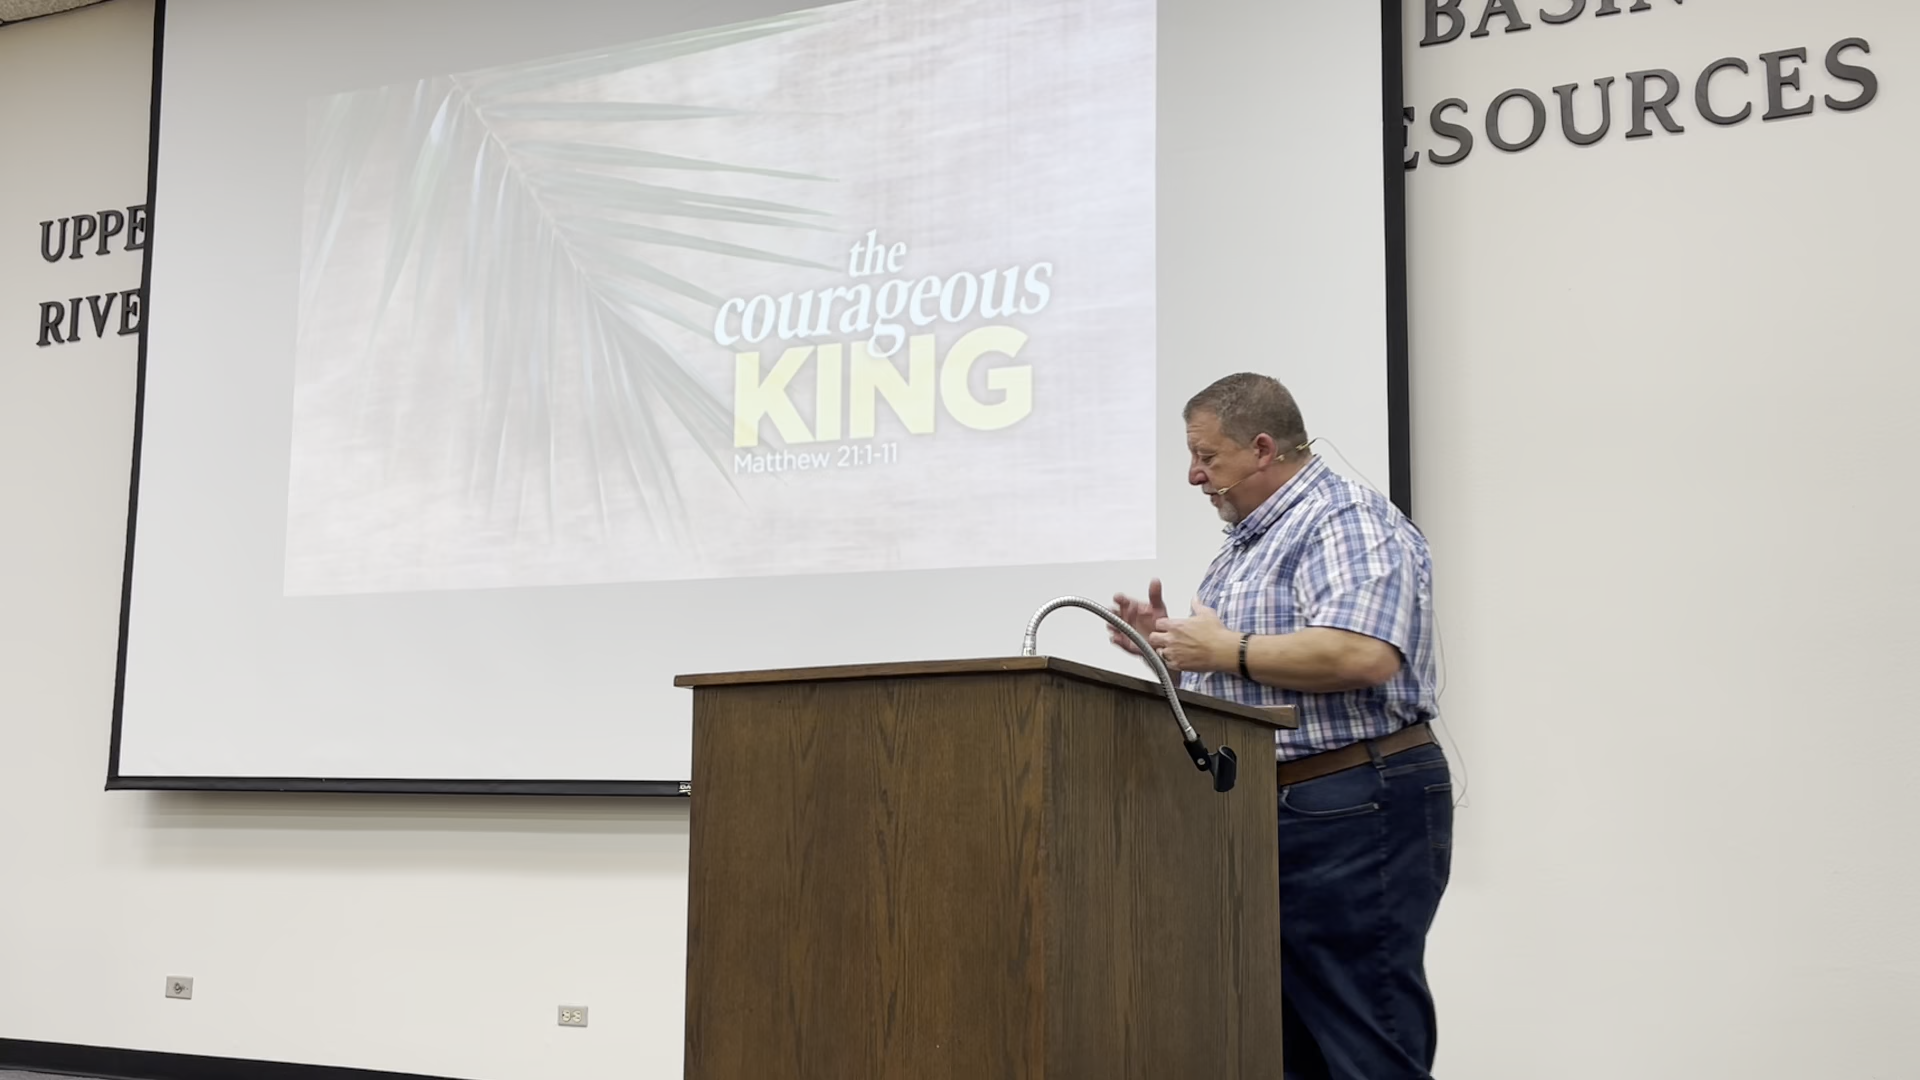 UPPE
RIVE
the
courageous
KING
Matthew 21:1-11
BASIN
ESOURCES